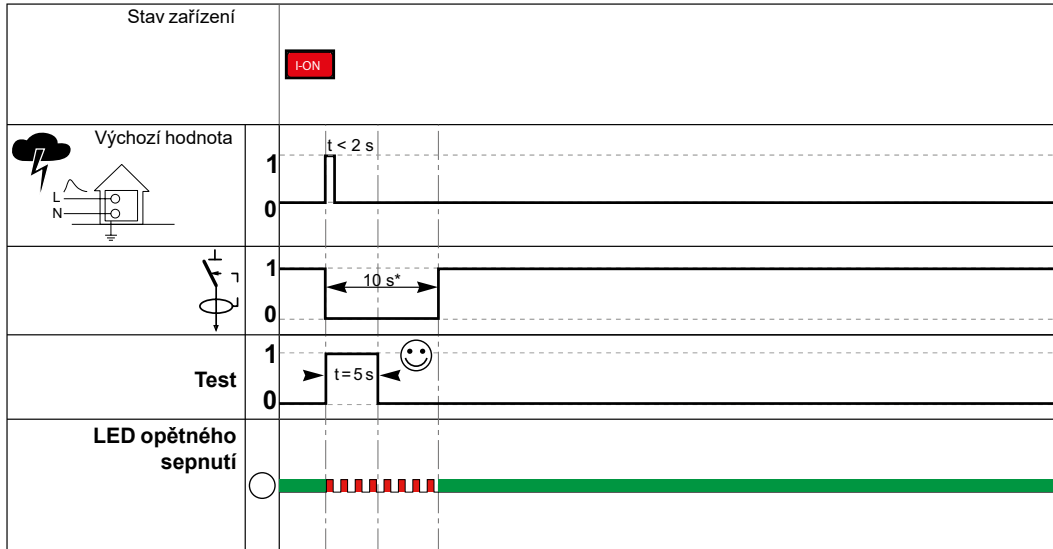 Stav zařízení
I-ON
Výchozí hodnota
L
N
1
0
t < 2 s
1
0
10 s*
Test
1
0
t = 5 s
LED opětného
sepnutí